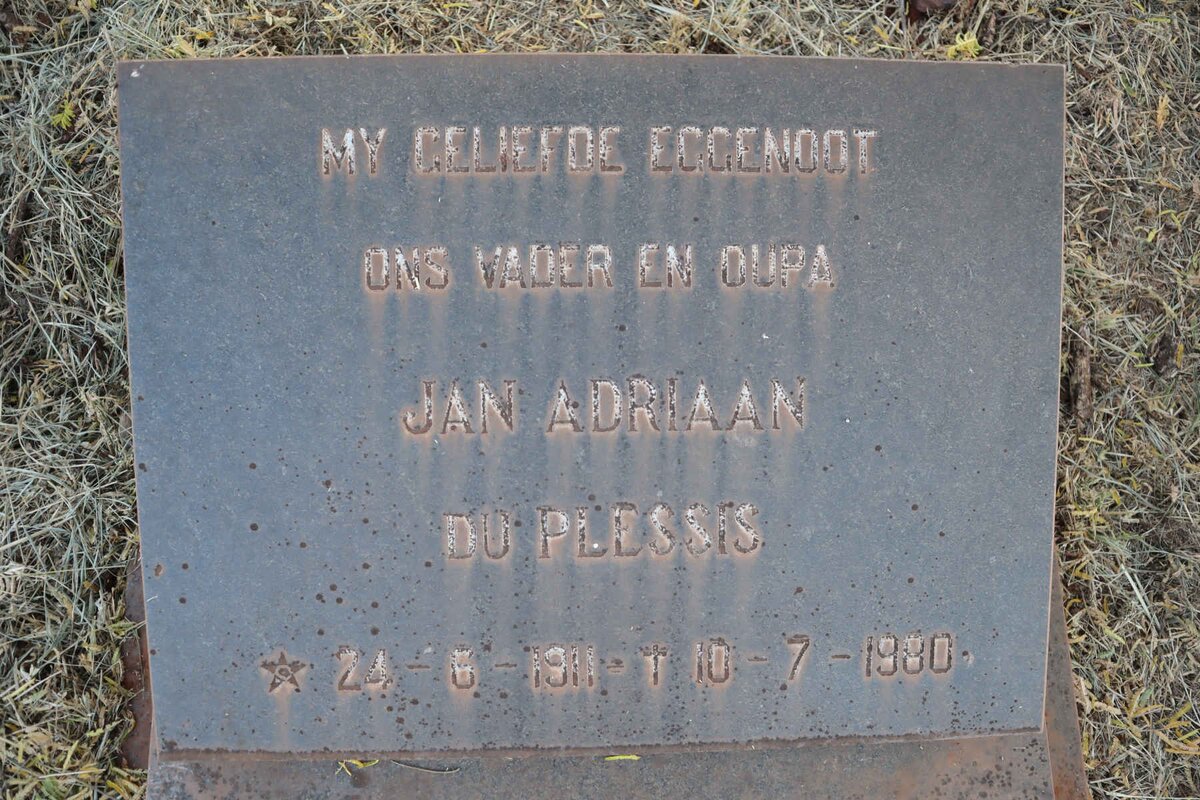 MY GELIEFDE EGGENOOT
ONS VADER EN OUPA
JAN ADRIAAN
DU PLESSIS
★ 24 – 6 – 1911 – † 10 – 7 – 1980